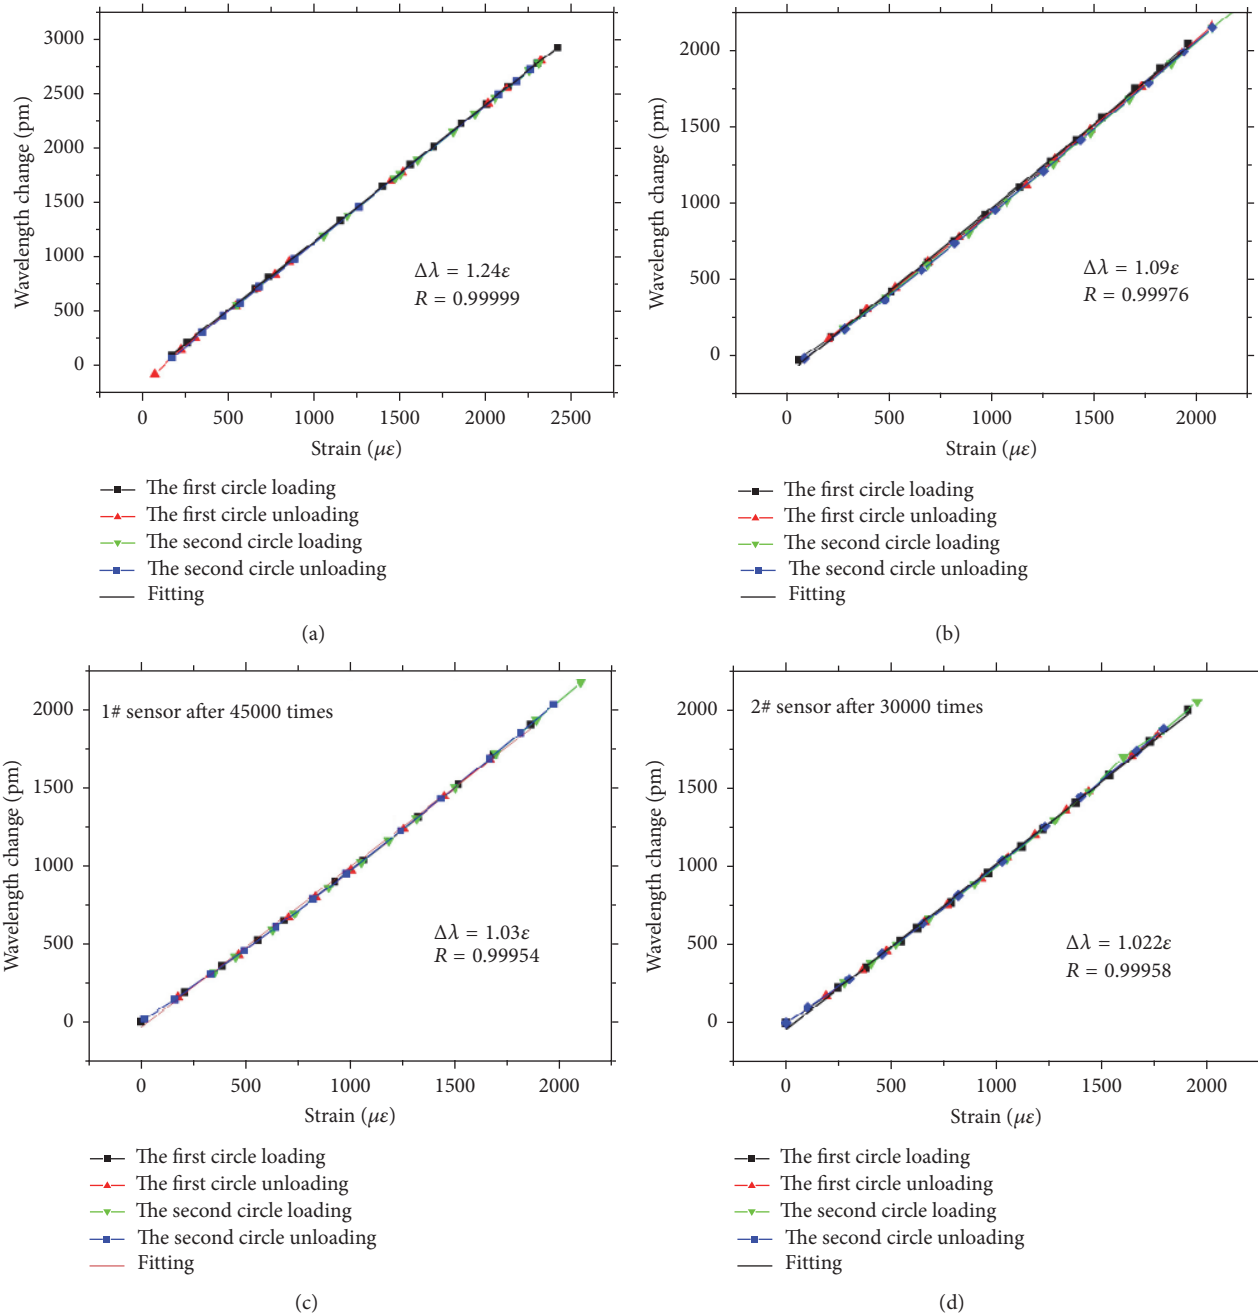 3000
2500
2000
1500
1000
500
0
Wavelength change (pm)
0 500 1000 1500 2000 2500
Strain (με)
Δλ = 1.24ε
R = 0.99999
The first circle loading
The first circle unloading
The second circle loading
The second circle unloading
Fitting
(a)
2000
1500
1000
500
0
Wavelength change (pm)
0 500 1000 1500 2000
Strain (με)
Δλ = 1.09ε
R = 0.99976
The first circle loading
The first circle unloading
The second circle loading
The second circle unloading
Fitting
(b)
1# sensor after 45000 times
2000
1500
1000
500
0
Wavelength change (pm)
0 500 1000 1500 2000
Strain (με)
Δλ = 1.03ε
R = 0.99954
The first circle loading
The first circle unloading
The second circle loading
The second circle unloading
Fitting
(c)
2# sensor after 30000 times
2000
1500
1000
500
0
Wavelength change (pm)
0 500 1000 1500 2000
Strain (με)
Δλ = 1.022ε
R = 0.99958
The first circle loading
The first circle unloading
The second circle loading
The second circle unloading
Fitting
(d)